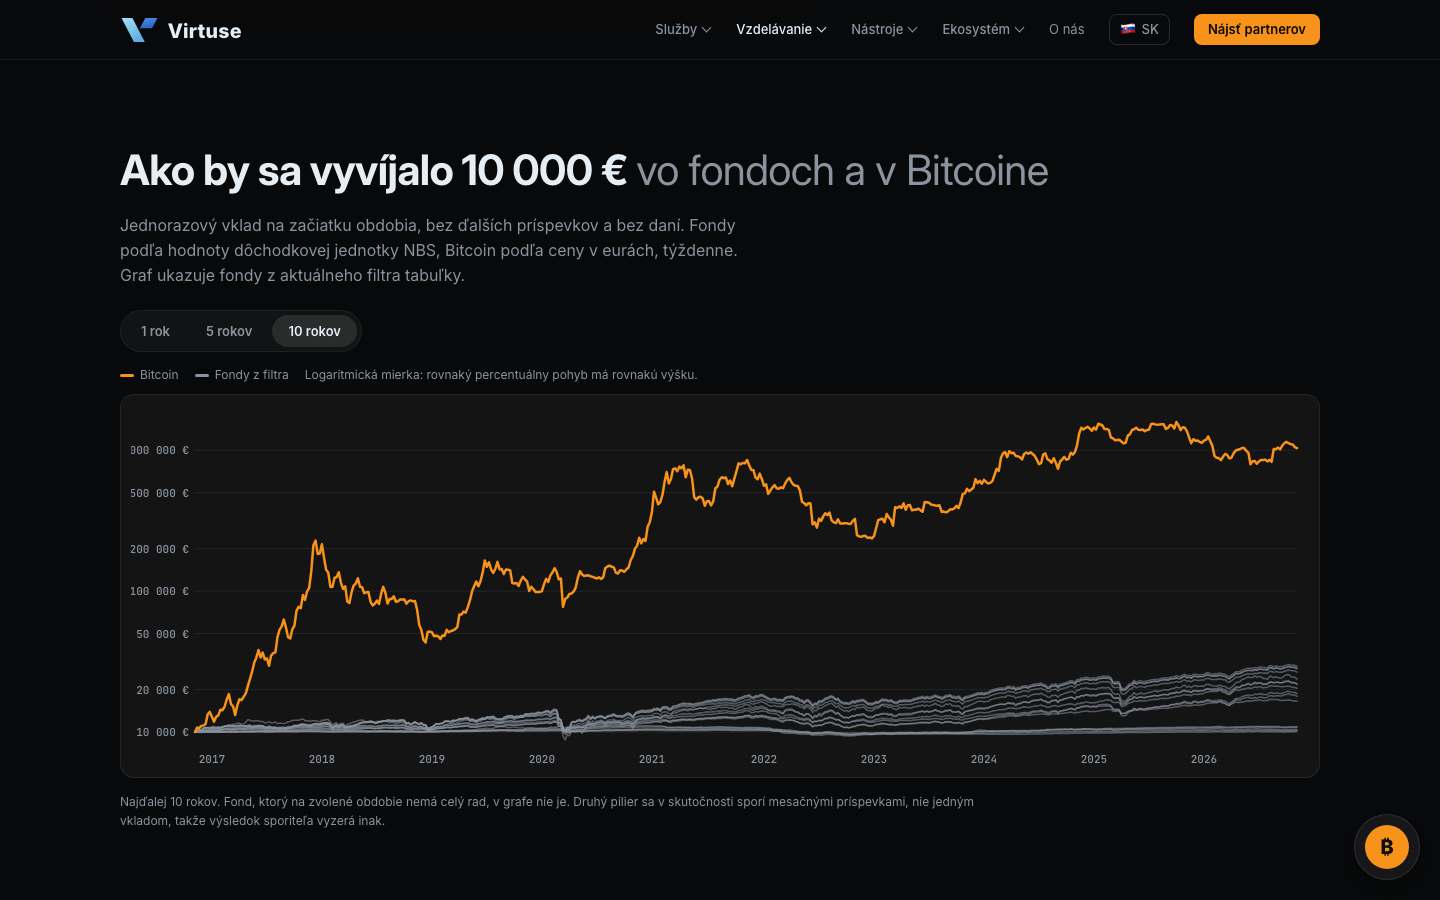 Virtuse
Služby
Vzdelávanie
Nástroje
Ekosystém
O nás
SK
Nájsť partnerov
Ako by sa vyvíjalo 10 000 € vo fondoch a v Bitcoine
Jednorazový vklad na začiatku obdobia, bez ďalších príspevkov a bez daní. Fondy
podľa hodnoty dôchodkovej jednotky NBS, Bitcoin podľa ceny v eurách, týždenne.
Graf ukazuje fondy z aktuálneho filtra tabuľky.
1 rok
5 rokov
10 rokov
Bitcoin
Fondy z filtra
Logaritmická mierka: rovnaký percentuálny pohyb má rovnakú výšku.
000 000 €
500 000 €
200 000 €
100 000 €
50 000 €
20 000 €
10 000 €
2017 2018 2019 2020 2021 2022 2023 2024 2025 2026
Najďalej 10 rokov. Fond, ktorý na zvolené obdobie nemá celý rad, v grafe nie je. Druhý pilier sa v skutočnosti sporí mesačnými príspevkami, nie jedným
vkladom, takže výsledok sporiteľa vyzerá inak.